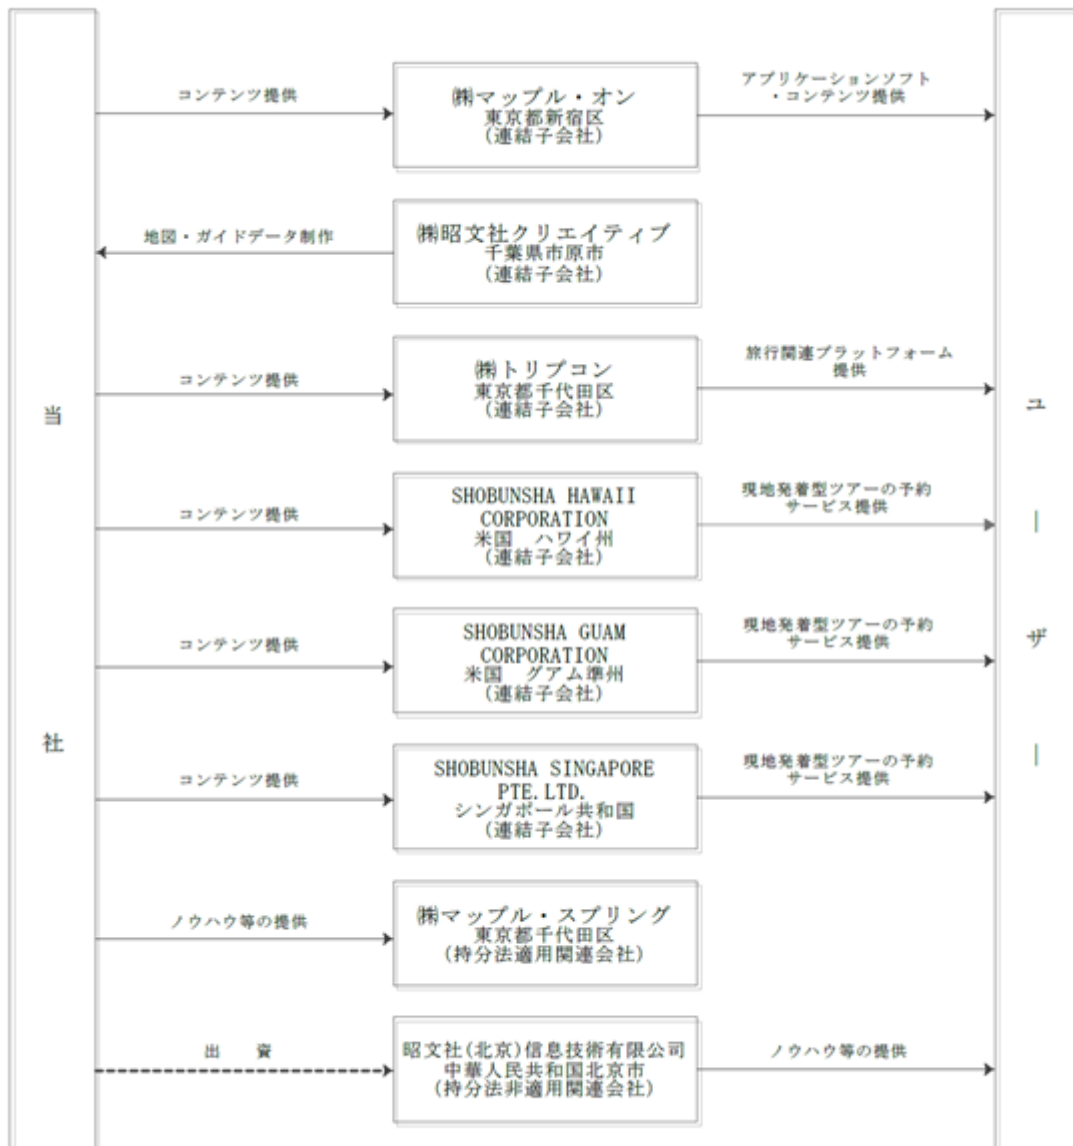 当社
ユーザー
コンテンツ提供
㈱マップル・オン
東京都新宿区
(連結子会社)
アプリケーションソフト
・コンテンツ提供
地図・ガイドデータ制作
㈱昭文社クリエイティブ
千葉県市原市
(連結子会社)
コンテンツ提供
㈱トリプコン
東京都千代田区
(連結子会社)
旅行関連プラットフォーム
提供
コンテンツ提供
SHOBUNSHA HAWAII
CORPORATION
米国　ハワイ州
(連結子会社)
現地発着型ツアーの予約
サービス提供
コンテンツ提供
SHOBUNSHA GUAM
CORPORATION
米国　グアム準州
(連結子会社)
現地発着型ツアーの予約
サービス提供
コンテンツ提供
SHOBUNSHA SINGAPORE
PTE.LTD.
シンガポール共和国
(連結子会社)
現地発着型ツアーの予約
サービス提供
ノウハウ等の提供
㈱マップル・スプリング
東京都千代田区
(持分法適用関連会社)
出　資
昭文社(北京)信息技術有限公司
中華人民共和国北京市
(持分法非適用関連会社)
ノウハウ等の提供